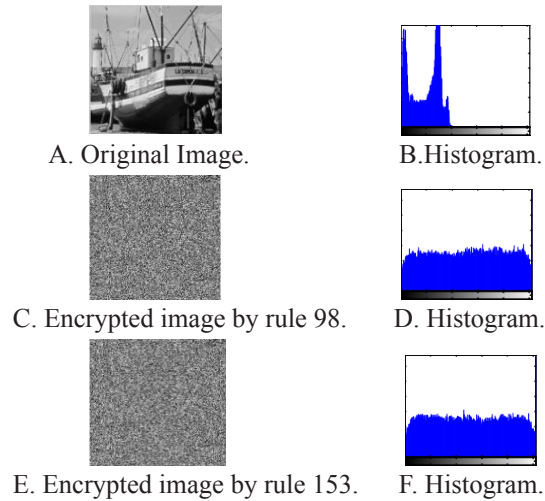 A. Original Image.
B.Histogram.
C. Encrypted image by rule 98.
D. Histogram.
E. Encrypted image by rule 153.
F. Histogram.